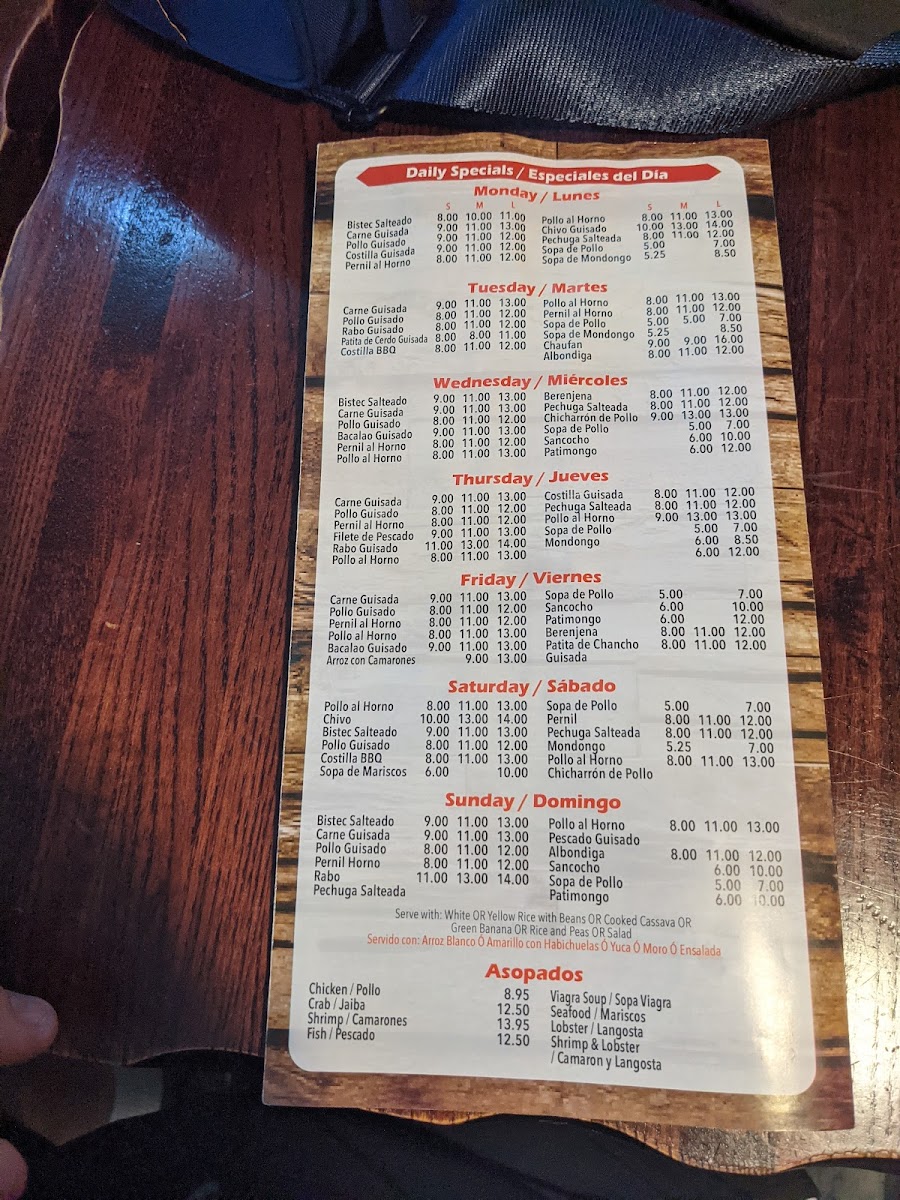 Daily Specials / Especiales del Día
Monday / Lunes
S M L
Bistec Salteado 8.00 10.00 11.00
Carne Guisada 9.00 11.00 13.00
Pollo Guisado 9.00 11.00 12.00
Costilla Guisada 9.00 11.00 12.00
Pernil al Horno 8.00 11.00 12.00
S M L
Pollo al Horno 8.00 11.00 13.00
Chivo Guisado 10.00 13.00 14.00
Pechuga Salteada 8.00 11.00 12.00
Sopa de Pollo 5.00 7.00
Sopa de Mondongo 5.25 8.50
Tuesday / Martes
Carne Guisada 9.00 11.00 13.00
Pollo Guisado 8.00 11.00 12.00
Rabo Guisado 8.00 11.00 12.00
Patita de Cerdo Guisada 8.00 8.00 11.00
Costilla BBQ 8.00 11.00 12.00
Pollo al Horno 8.00 11.00 13.00
Pernil al Horno 8.00 11.00 12.00
Sopa de Pollo 5.00 5.00 7.00
Sopa de Mondongo 5.25 8.50
Chaufan 9.00 9.00 16.00
Albondiga 8.00 11.00 12.00
Wednesday / Miércoles
Bistec Salteado 9.00 11.00 13.00
Carne Guisada 9.00 11.00 13.00
Pollo Guisado 8.00 11.00 12.00
Bacalao Guisado 9.00 11.00 13.00
Pernil al Horno 8.00 11.00 12.00
Pollo al Horno 8.00 11.00 13.00
Berenjena 8.00 11.00 12.00
Pechuga Salteada 8.00 11.00 12.00
Chicharrón de Pollo 9.00 13.00 13.00
Sopa de Pollo 5.00 7.00
Sancocho 6.00 10.00
Patimongo 6.00 12.00
Thursday / Jueves
Carne Guisada 9.00 11.00 13.00
Pollo Guisado 8.00 11.00 12.00
Pernil al Horno 8.00 11.00 12.00
Filete de Pescado 9.00 11.00 13.00
Rabo Guisado 11.00 13.00 14.00
Pollo al Horno 8.00 11.00 13.00
Costilla Guisada 8.00 11.00 12.00
Pechuga Salteada 8.00 11.00 12.00
Pollo al Horno 9.00 13.00 13.00
Sopa de Pollo 5.00 7.00
Mondongo 6.00 8.50
6.00 12.00
Friday / Viernes
Carne Guisada 9.00 11.00 13.00
Pollo Guisado 8.00 11.00 12.00
Pernil al Horno 8.00 11.00 12.00
Pollo al Horno 8.00 11.00 13.00
Bacalao Guisado 9.00 11.00 13.00
Arroz con Camarones 9.00 13.00
Sopa de Pollo 5.00 7.00
Sancocho 6.00 10.00
Patimongo 6.00 12.00
Berenjena 8.00 11.00 12.00
Patita de Chancho 8.00 11.00 12.00
Guisada
Saturday / Sábado
Pollo al Horno 8.00 11.00 13.00
Chivo 10.00 13.00 14.00
Bistec Salteado 9.00 11.00 13.00
Pollo Guisado 8.00 11.00 12.00
Costilla BBQ 8.00 11.00 13.00
Sopa de Mariscos 6.00 10.00
Sopa de Pollo 5.00 7.00
Pernil 8.00 11.00 12.00
Pechuga Salteada 8.00 11.00 12.00
Mondongo 5.25 7.00
Pollo al Horno 8.00 11.00 13.00
Chicharrón de Pollo
Sunday / Domingo
Bistec Salteado 9.00 11.00 13.00
Carne Guisada 9.00 11.00 13.00
Pollo Guisado 8.00 11.00 12.00
Pernil Horno 8.00 11.00 12.00
Rabo 11.00 13.00 14.00
Pechuga Salteada
Pollo al Horno 8.00 11.00 13.00
Pescado Guisado
Albondiga 8.00 11.00 12.00
Sancocho 6.00 10.00
Sopa de Pollo 5.00 7.00
Patimongo 6.00 10.00
Serve with: White OR Yellow Rice with Beans OR Cooked Cassava OR
Green Banana OR Rice and Peas OR Salad
Servido con: Arroz Blanco Ó Amarillo con Habichuelas Ó Yuca Ó Moro Ó Ensalada
Asopados
Chicken / Pollo 8.95
Crab / Jaiba 12.50
Shrimp / Camarones 13.95
Fish / Pescado 12.50
Viagra Soup / Sopa Viagra
Seafood / Mariscos
Lobster / Langosta
Shrimp & Lobster
/ Camaron y Langosta